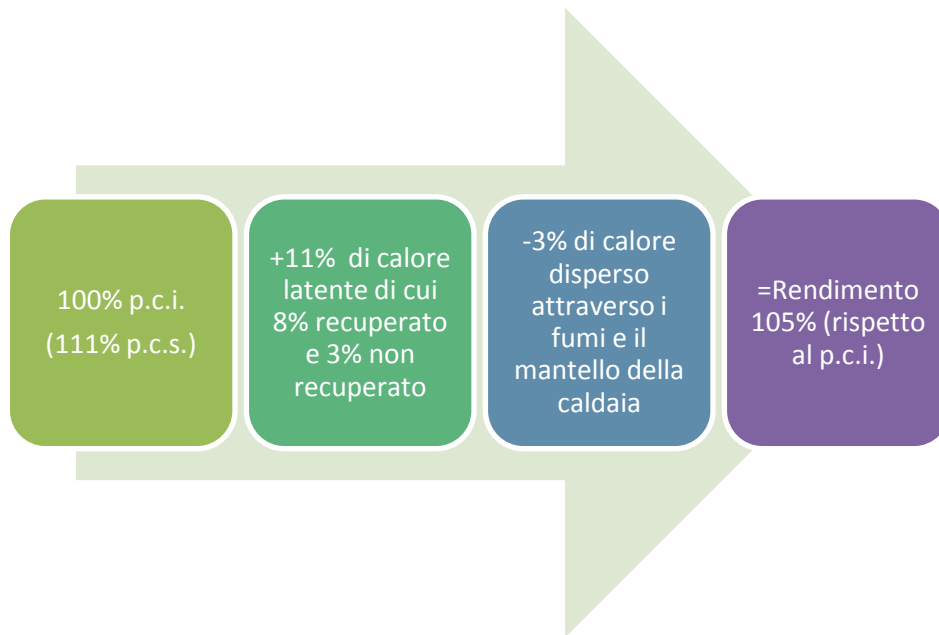 100% p.c.i.
(111% p.c.s.)
+11% di calore
latente di cui
8% recuperato
e 3% non
recuperato
-3% di calore
disperso
attraverso i
fumi e il
mantello della
caldaia
=Rendimento
105% (rispetto
al p.c.i.)